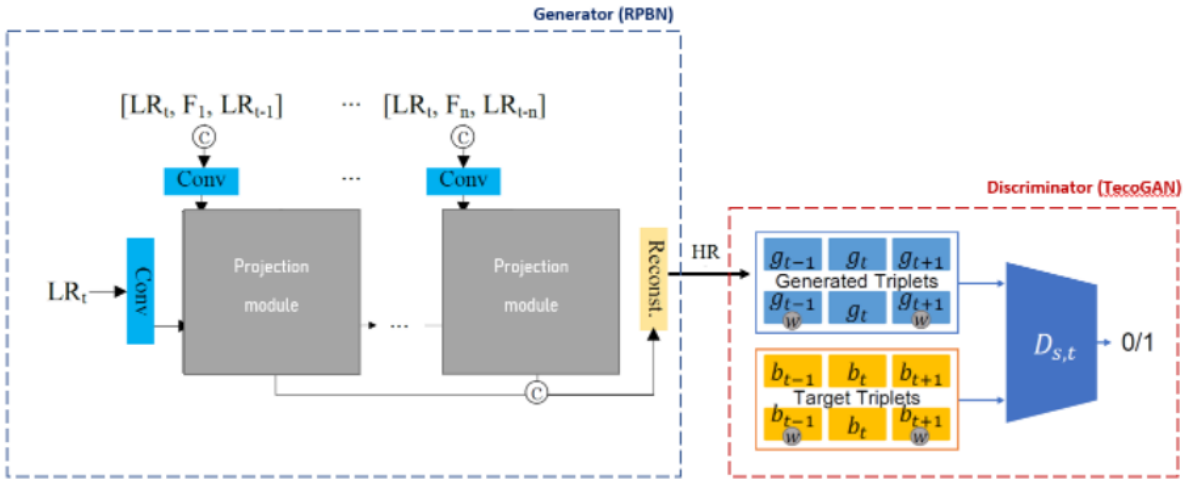 Generator (RPBN)
[LRₜ, F₁, LRₜ₋₁] ... [LRₜ, Fₙ, LRₜ₋ₙ]
C C
Conv ... Conv
Discriminator (TecoGAN)
LRₜ
Conv
Projection
module
...
Projection
module
Reconst.
HR
C
gₜ₋₁ gₜ gₜ₊₁
Generated Triplets
gₜ₋₁ gₜ gₜ₊₁
w w
bₜ₋₁ bₜ bₜ₊₁
Target Triplets
bₜ₋₁ bₜ bₜ₊₁
w w
Dₛ,ₜ
0/1